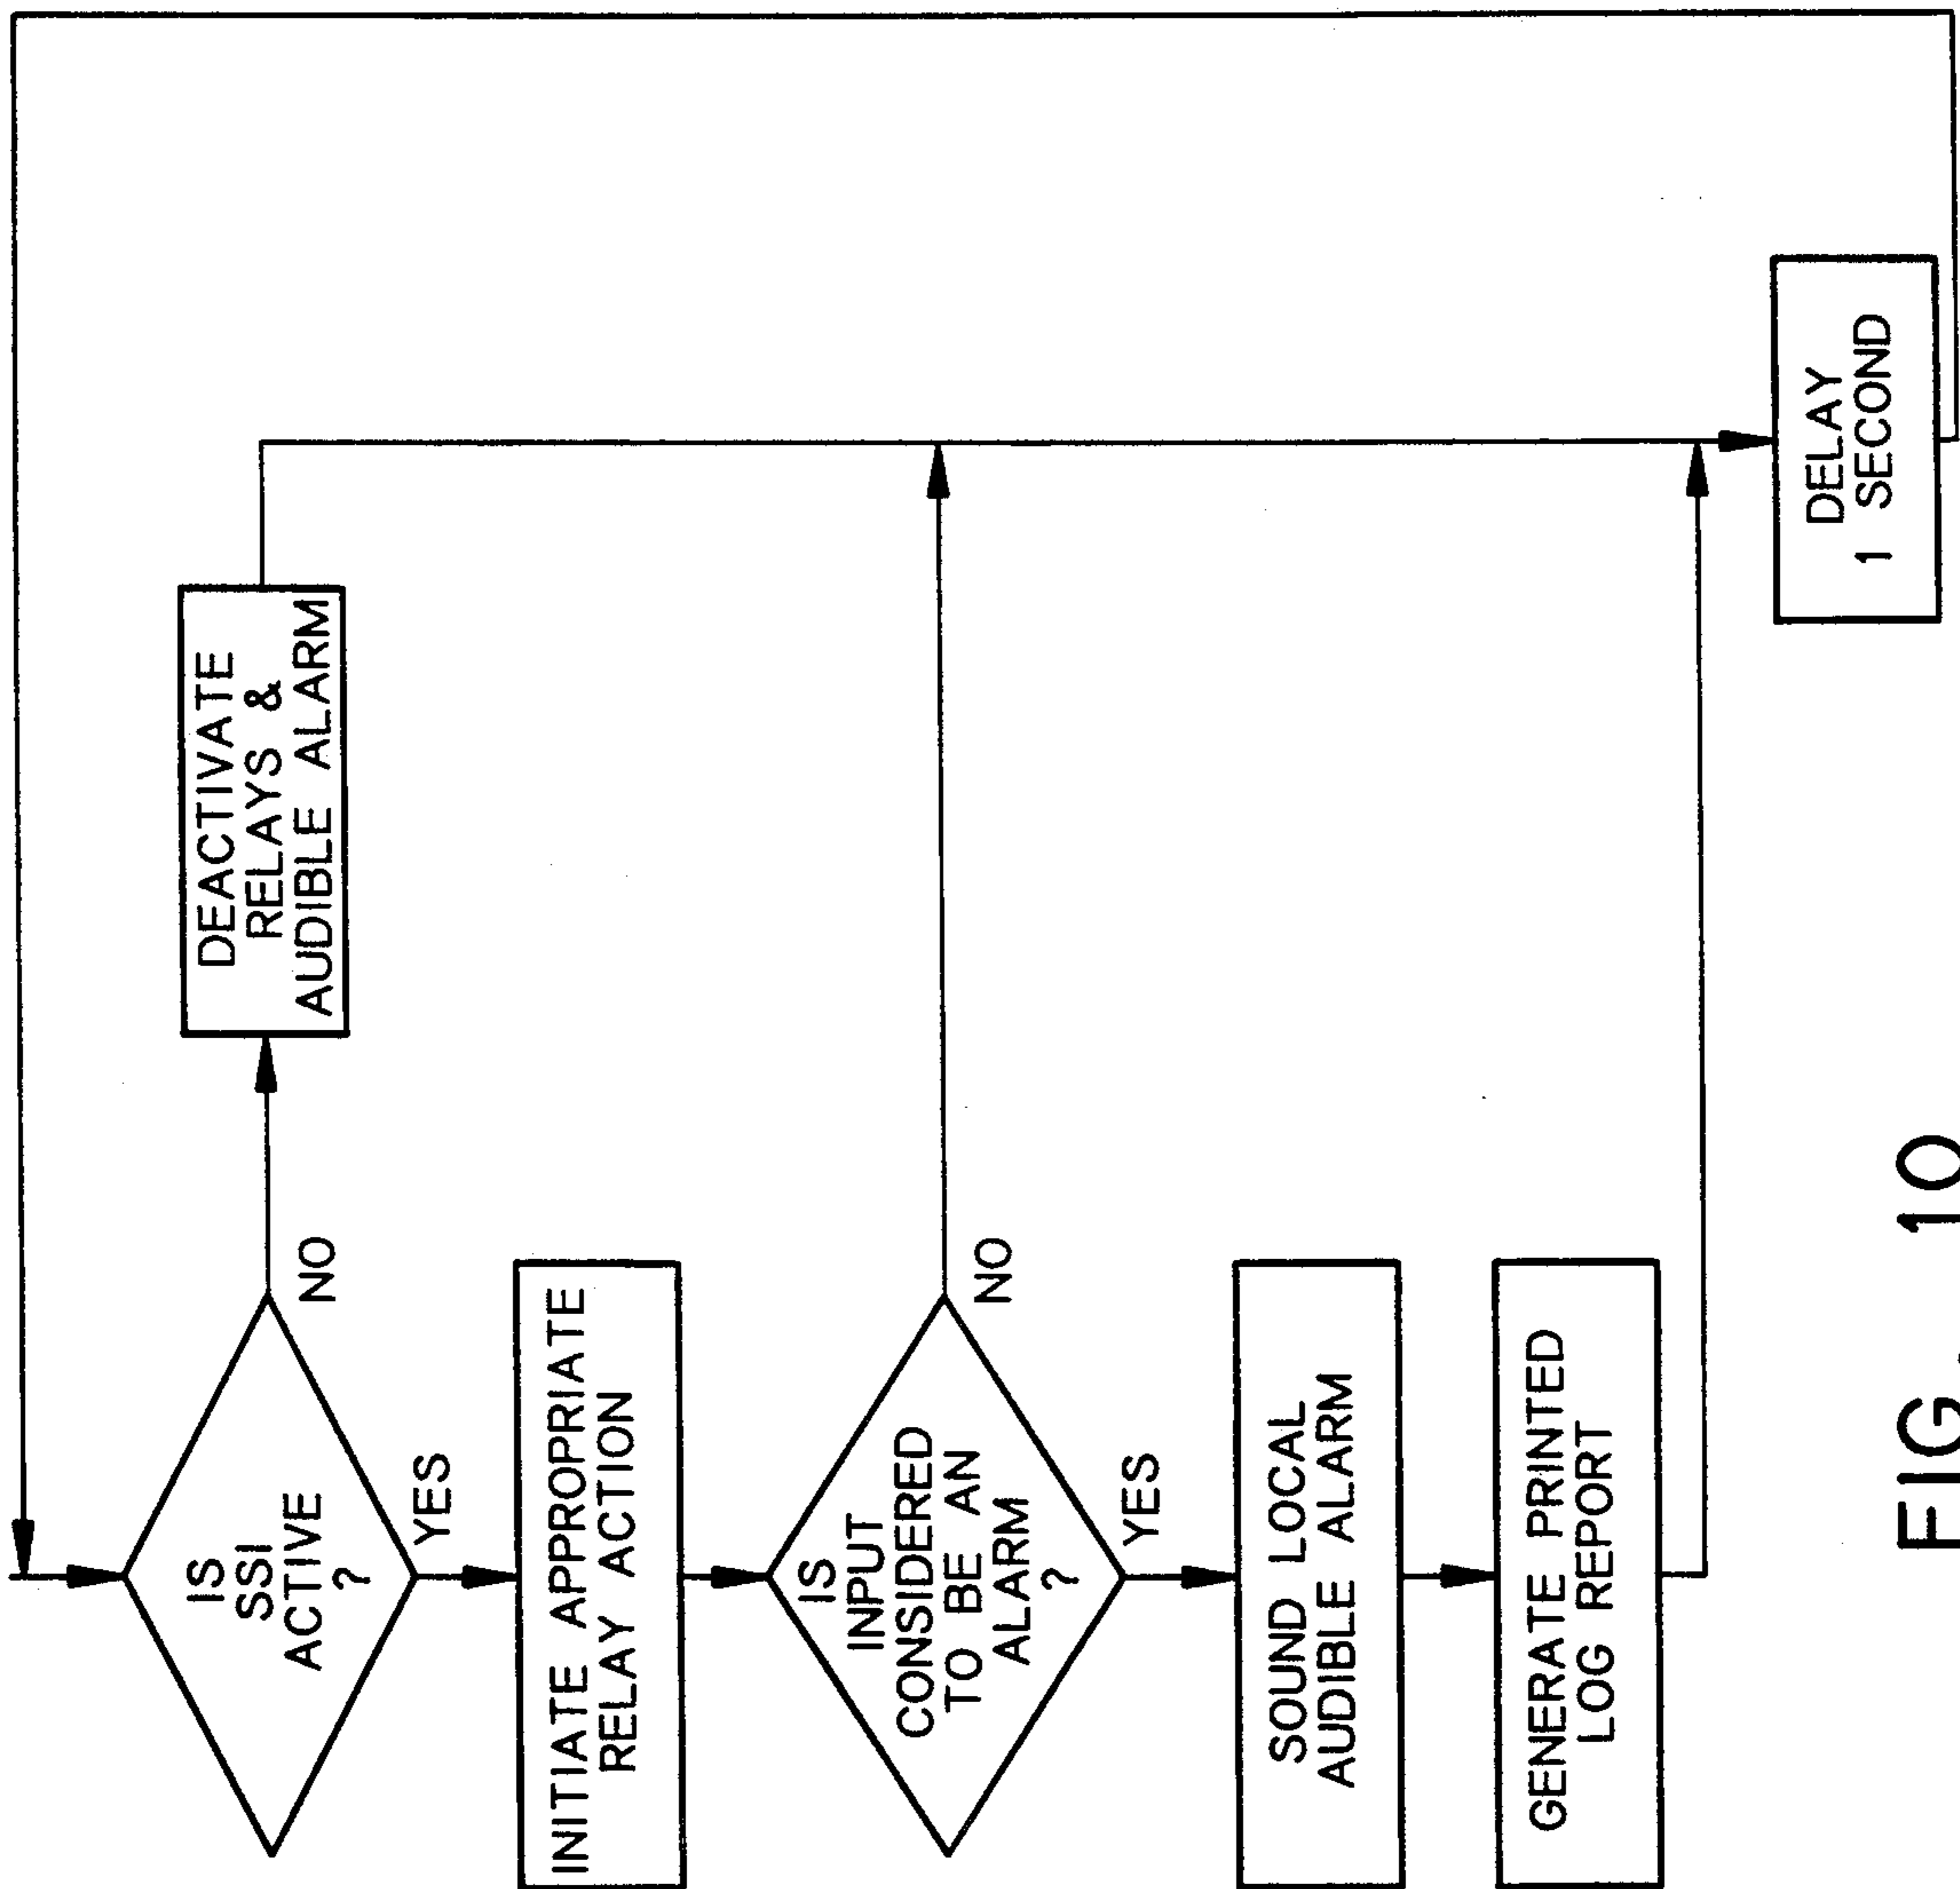 IS
SSI
ACTIVE
?
NO
YES
DEACTIVATE
RELAYS &
AUDIBLE ALARM
INITIATE APPROPRIATE
RELAY ACTION
IS
INPUT
CONSIDERED
TO BE AN
ALARM
?
NO
YES
SOUND LOCAL
AUDIBLE ALARM
GENERATE PRINTED
LOG REPORT
DELAY
1 SECOND
FIG. 10